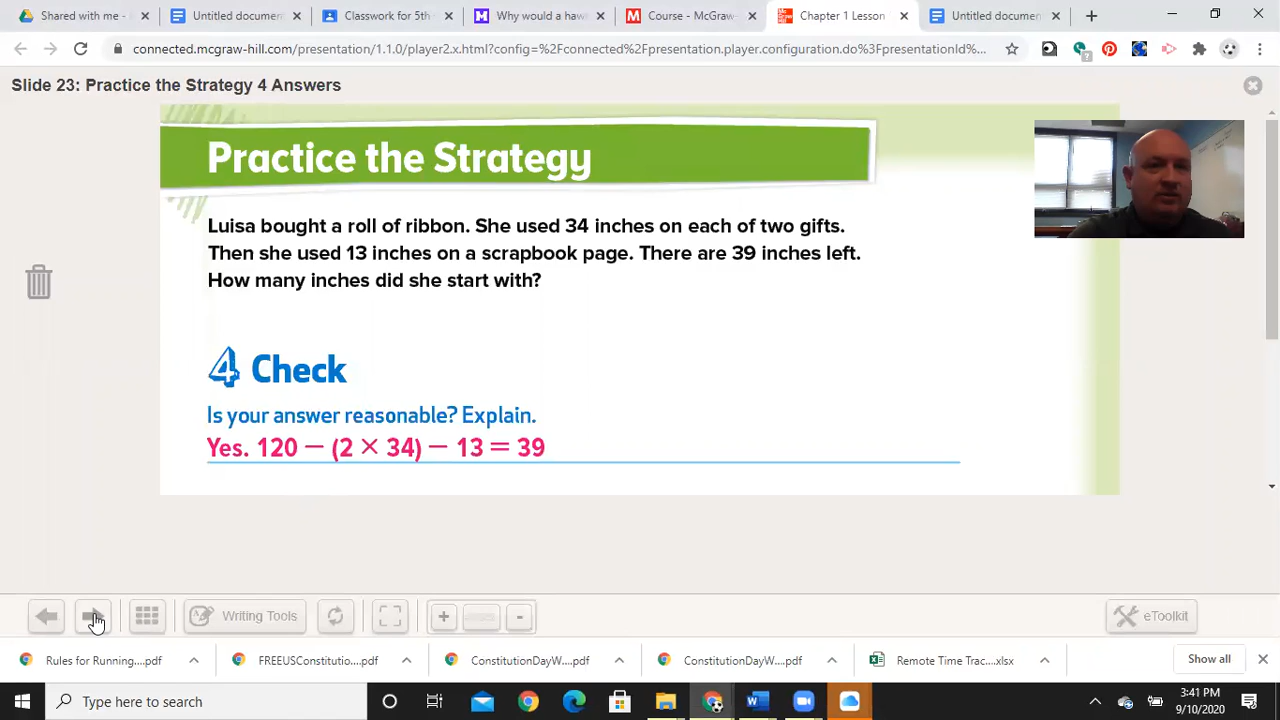 Shared with me -
Untitled documen
Classwork for 5th
Why would a haw
Course - McGraw
Chapter 1 Lesson
Untitled documen
connected.mcgraw-hill.com/presentation/1.1.0/player2.x.html?config=%2Fconnected%2Fpresentation.player.configuration.do%3FpresentationId%...
Slide 23: Practice the Strategy 4 Answers
Practice the Strategy
Luisa bought a roll of ribbon. She used 34 inches on each of two gifts.
Then she used 13 inches on a scrapbook page. There are 39 inches left.
How many inches did she start with?
4 Check
Is your answer reasonable? Explain.
Yes. 120 − (2 × 34) − 13 = 39
Writing Tools
+
-
eToolkit
Rules for Running....pdf
FREEUSConstitutio....pdf
ConstitutionDayW....pdf
ConstitutionDayW....pdf
Remote Time Trac....xlsx
Show all
Type here to search
3:41 PM
9/10/2020